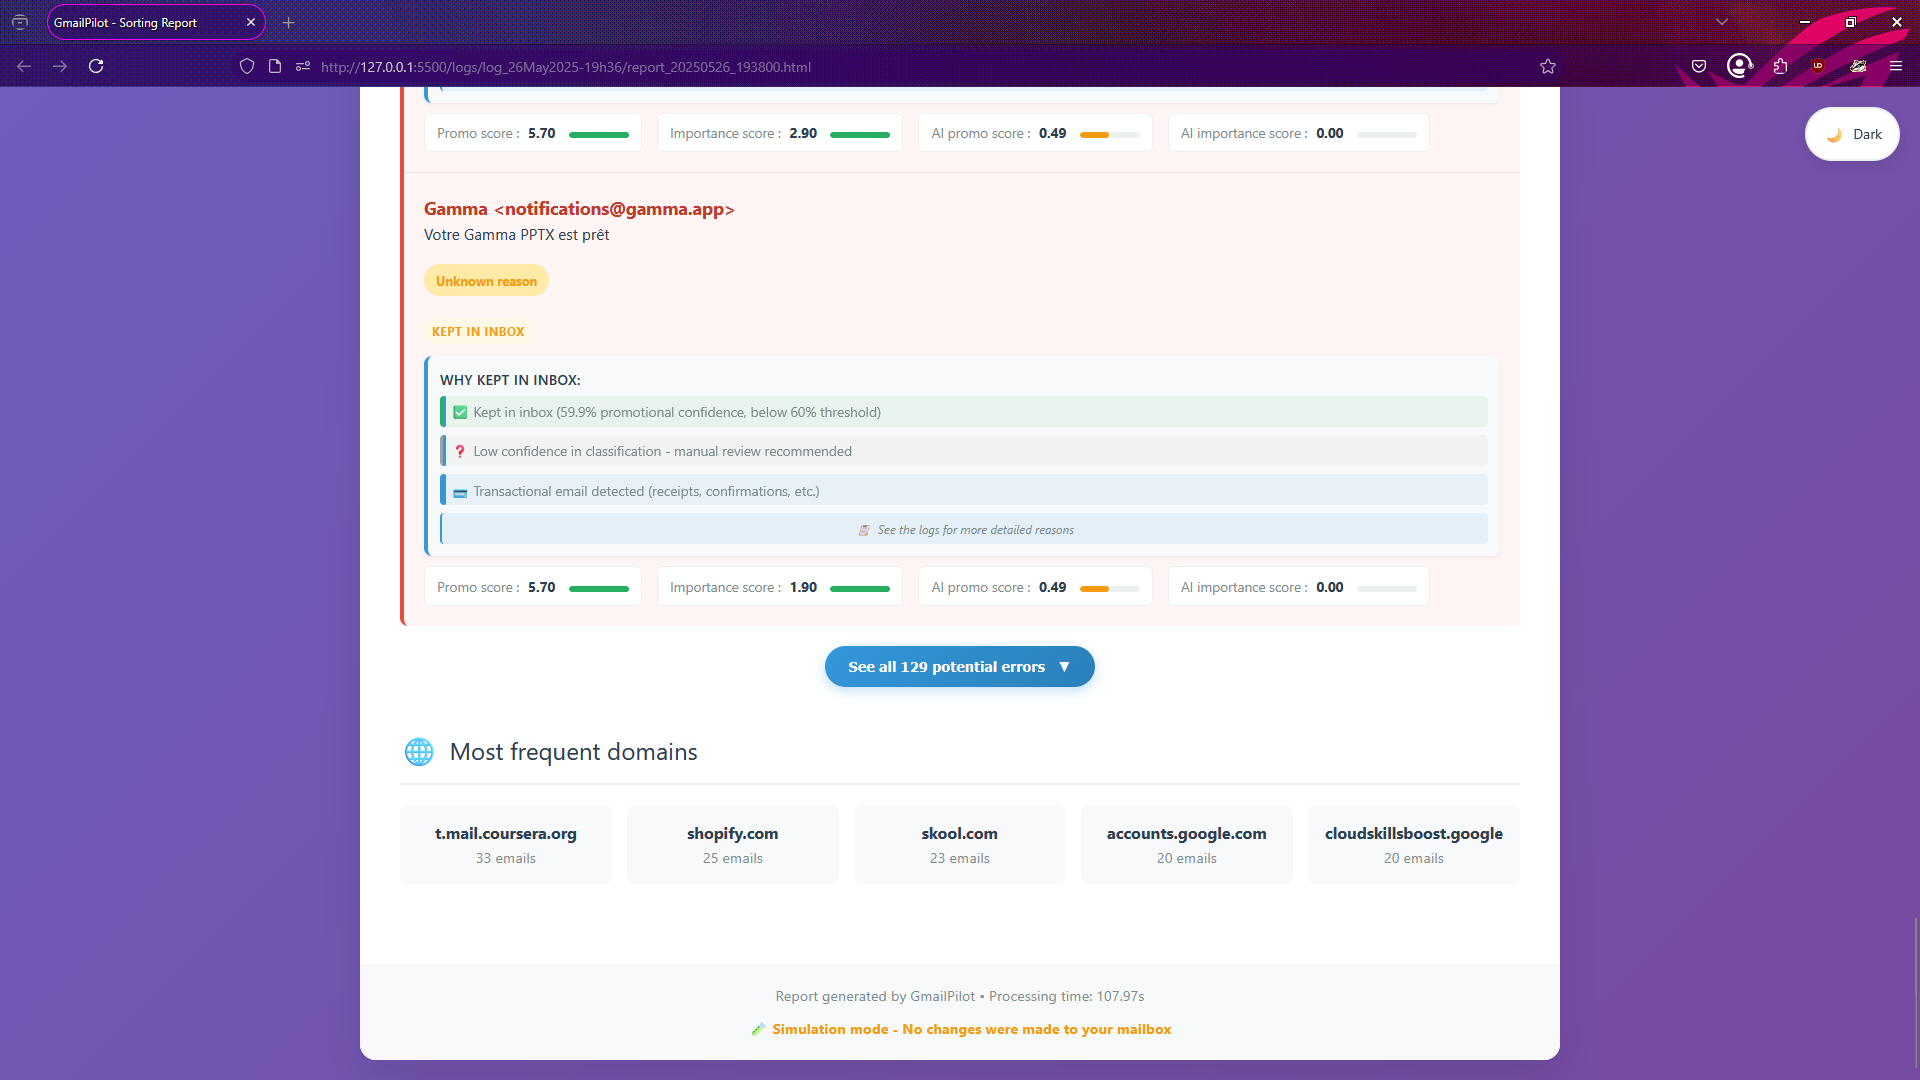 GmailPilot - Sorting Report
http://127.0.0.1:5500/logs/log_26May2025-19h36/report_20250526_193800.html
Dark
Promo score : 5.70
Importance score : 2.90
AI promo score : 0.49
AI importance score : 0.00
Gamma <notifications@gamma.app>
Votre Gamma PPTX est prêt
Unknown reason
KEPT IN INBOX
WHY KEPT IN INBOX:
✅ Kept in inbox (59.9% promotional confidence, below 60% threshold)
❓ Low confidence in classification - manual review recommended
💳 Transactional email detected (receipts, confirmations, etc.)
See the logs for more detailed reasons
Promo score : 5.70
Importance score : 1.90
AI promo score : 0.49
AI importance score : 0.00
See all 129 potential errors ▼
Most frequent domains
t.mail.coursera.org
33 emails
shopify.com
25 emails
skool.com
23 emails
accounts.google.com
20 emails
cloudskillsboost.google
20 emails
Report generated by GmailPilot • Processing time: 107.97s
Simulation mode - No changes were made to your mailbox